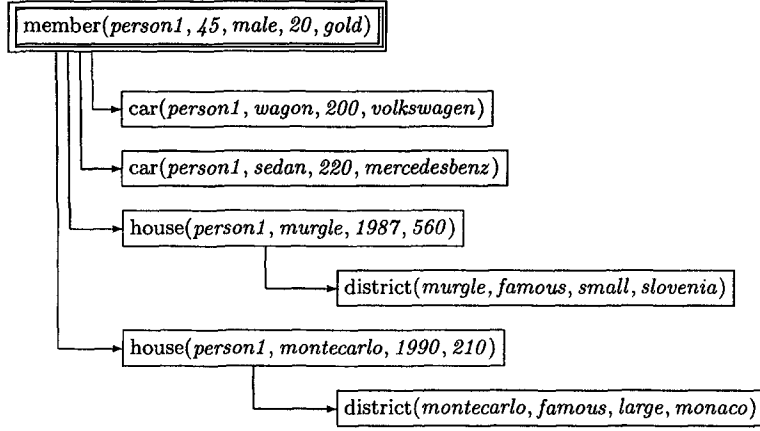 member(person1, 45, male, 20, gold)
car(person1, wagon, 200, volkswagen)
car(person1, sedan, 220, mercedesbenz)
house(person1, murgle, 1987, 560)
district(murgle, famous, small, slovenia)
house(person1, montecarlo, 1990, 210)
district(montecarlo, famous, large, monaco)